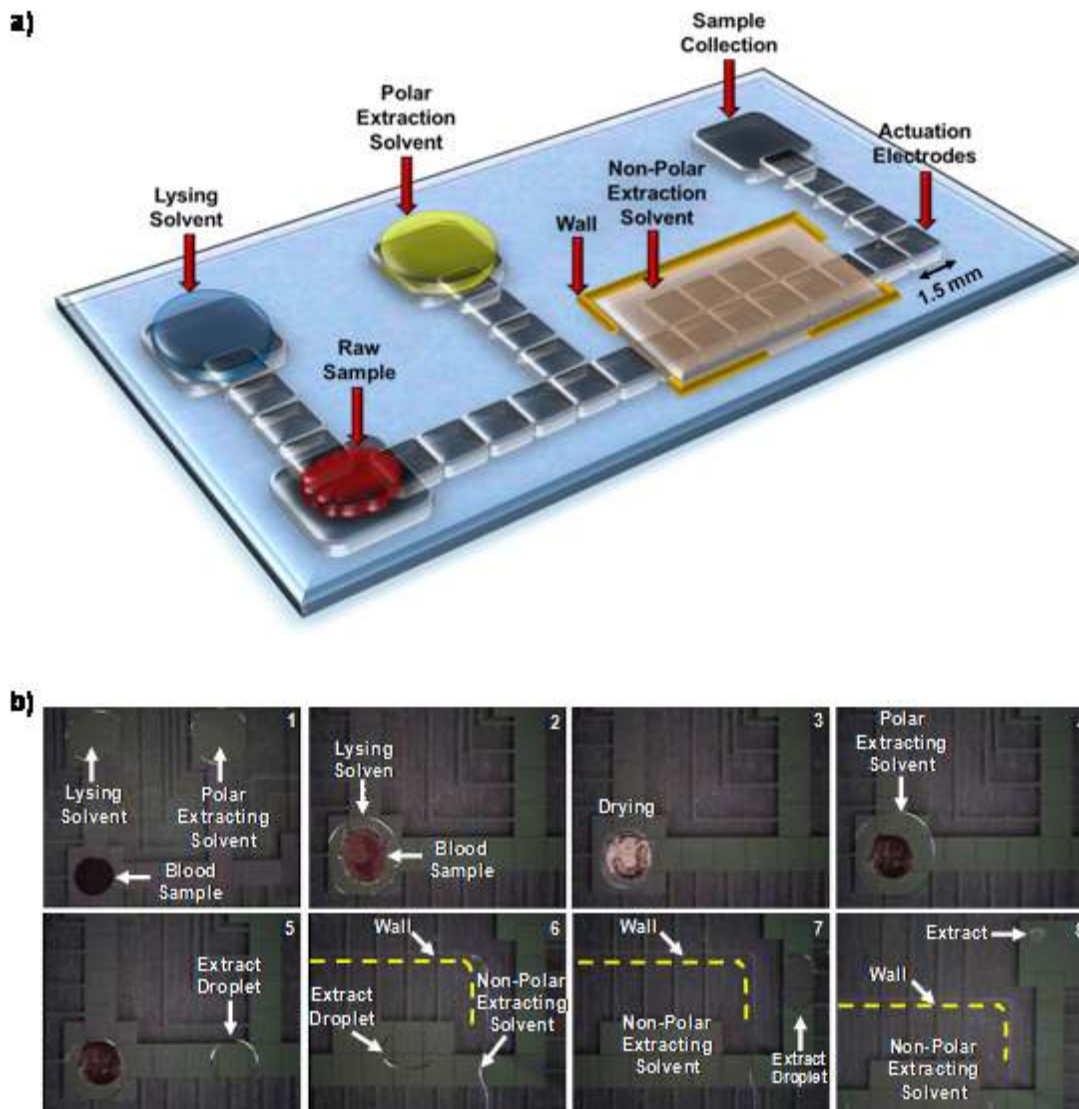 a)
Sample
Collection
Polar
Extraction
Solvent
Actuation
Electrodes
Non-Polar
Extraction
Solvent
Lysing
Solvent
Wall
1.5 mm
Raw
Sample
b)
1
Lysing
Solvent
Polar
Extracting
Solvent
Blood
Sample
2
Lysing
Solven
Blood
Sample
3
Drying
Polar
Extracting
Solvent
5
Extract
Droplet
6
Wall
Extract
Droplet
Non-Polar
Extracting
Solvent
7
Wall
Non-Polar
Extracting
Solvent
Extract
Droplet
8
Extract
Wall
Non-Polar
Extracting
Solvent